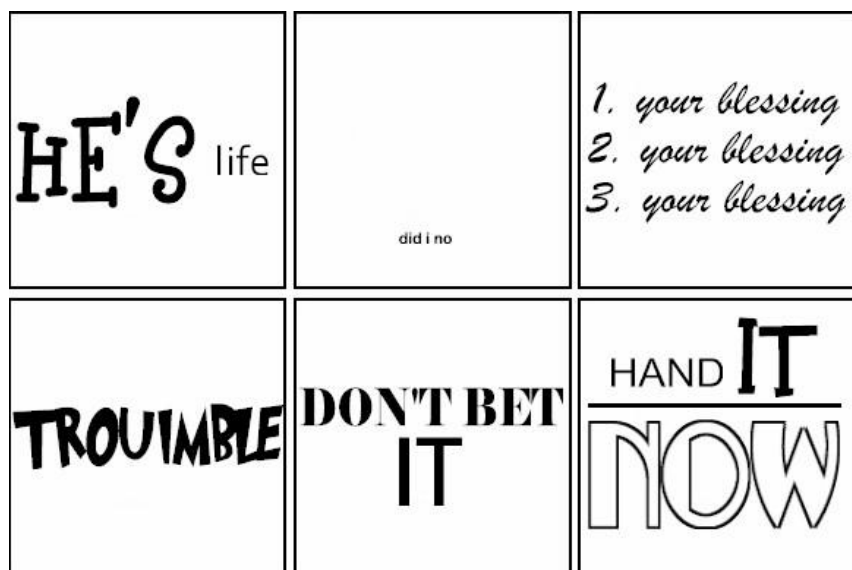 HE'S life
did i no
1. your blessing
2. your blessing
3. your blessing
TROUIMBLE
DON'T BET
IT
HAND IT
NOW